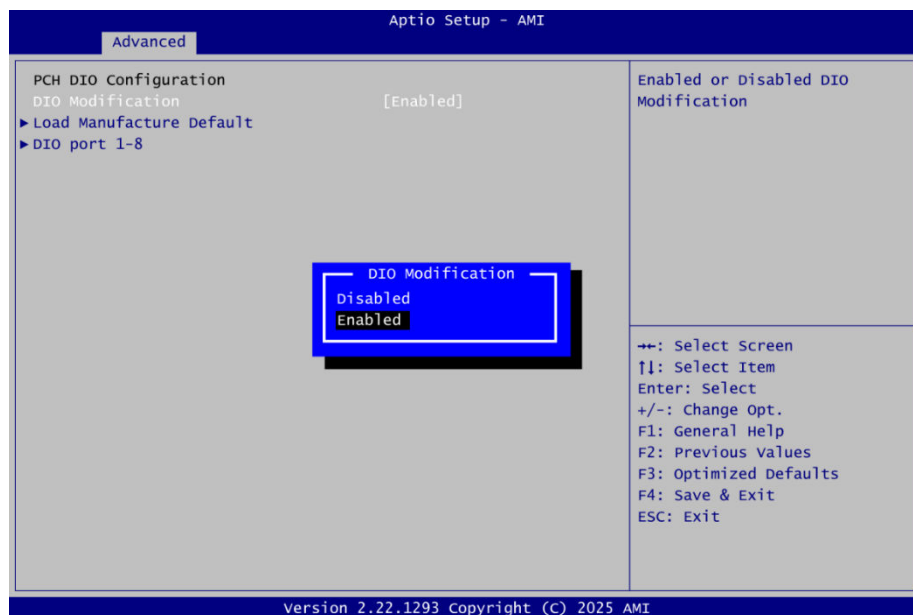 Aptio Setup - AMI
Advanced
PCH DIO Configuration
DIO Modification [Enabled]
►Load Manufacture Default
►DIO port 1-8
Enabled or Disabled DIO
Modification
DIO Modification
Disabled
Enabled
→←: Select Screen
↑↓: Select Item
Enter: Select
+/-: Change Opt.
F1: General Help
F2: Previous Values
F3: Optimized Defaults
F4: Save & Exit
ESC: Exit
Version 2.22.1293 Copyright (C) 2025 AMI